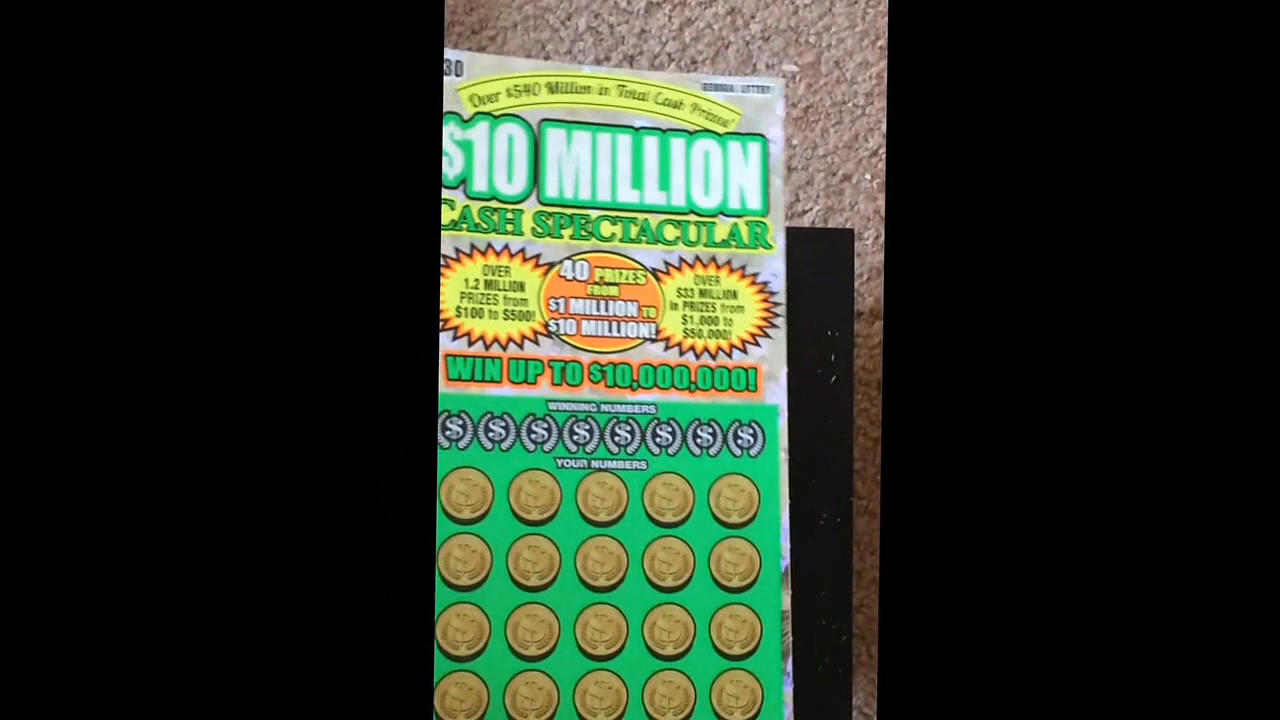 30
GEORGIA LOTTERY
Over $540 Million in Total Cash Prizes!
$10 MILLION
CASH SPECTACULAR
OVER
1.2 MILLION
PRIZES from
$100 to $500!
40 PRIZES
FROM
$1 MILLION TO
$10 MILLION!
OVER
$33 MILLION
in PRIZES from
$1,000 to
$50,000!
WIN UP TO $10,000,000!
WINNING NUMBERS
$ $ $ $ $ $ $ $
YOUR NUMBERS